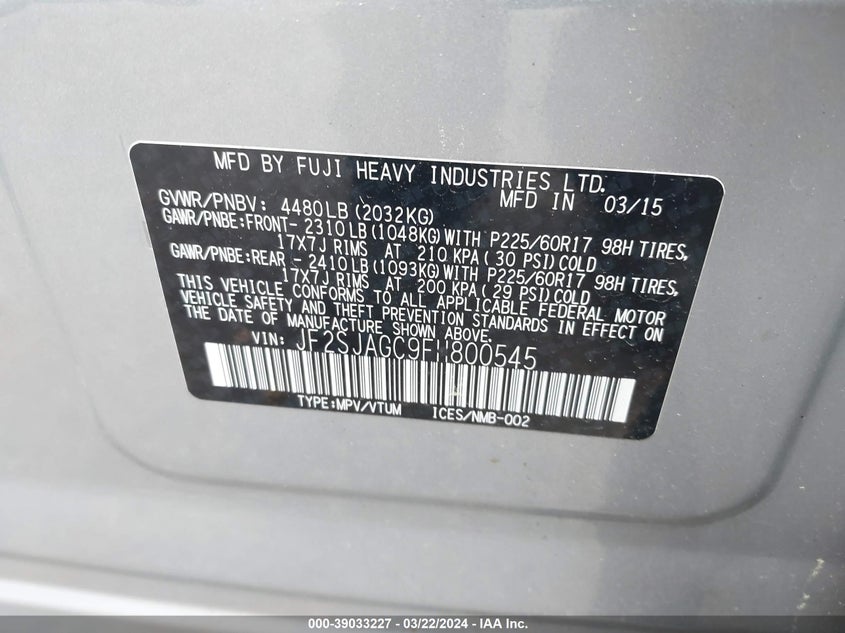 MFD BY FUJI HEAVY INDUSTRIES LTD.
MFD IN 03/15
GVWR/PNBV: 4480LB (2032KG)
GAWR/PNBE:FRONT- 2310LB (1048KG) WITH P225/60R17 98H TIRES,
17X7J RIMS AT 210 KPA (30 PSI) COLD
GAWR/PNBE:REAR - 2410LB (1093KG) WITH P225/60R17 98H TIRES,
17X7J RIMS AT 200 KPA (29 PSI) COLD
THIS VEHICLE CONFORMS TO ALL APPLICABLE FEDERAL MOTOR
VEHICLE SAFETY AND THEFT PREVENTION STANDARDS IN EFFECT ON
THE DATE OF MANUFACTURE SHOWN ABOVE.
VIN: JF2SJAGC9FH800545
TYPE:MPV/VTUM ICES/NMB-002
000-39033227 - 03/22/2024 - IAA Inc.